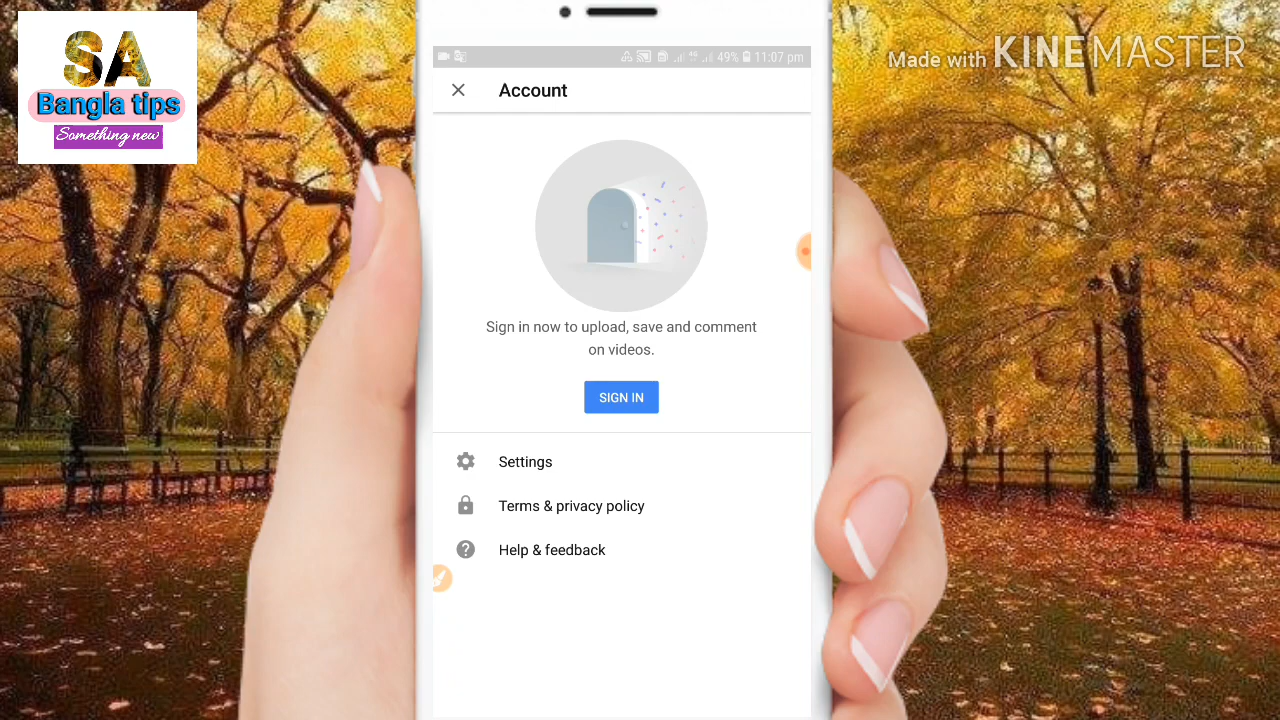 SA
Bangla tips
Something new
Made with KINEMASTER
49% 11:07 pm
Account
Sign in now to upload, save and comment
on videos.
SIGN IN
Settings
Terms & privacy policy
Help & feedback